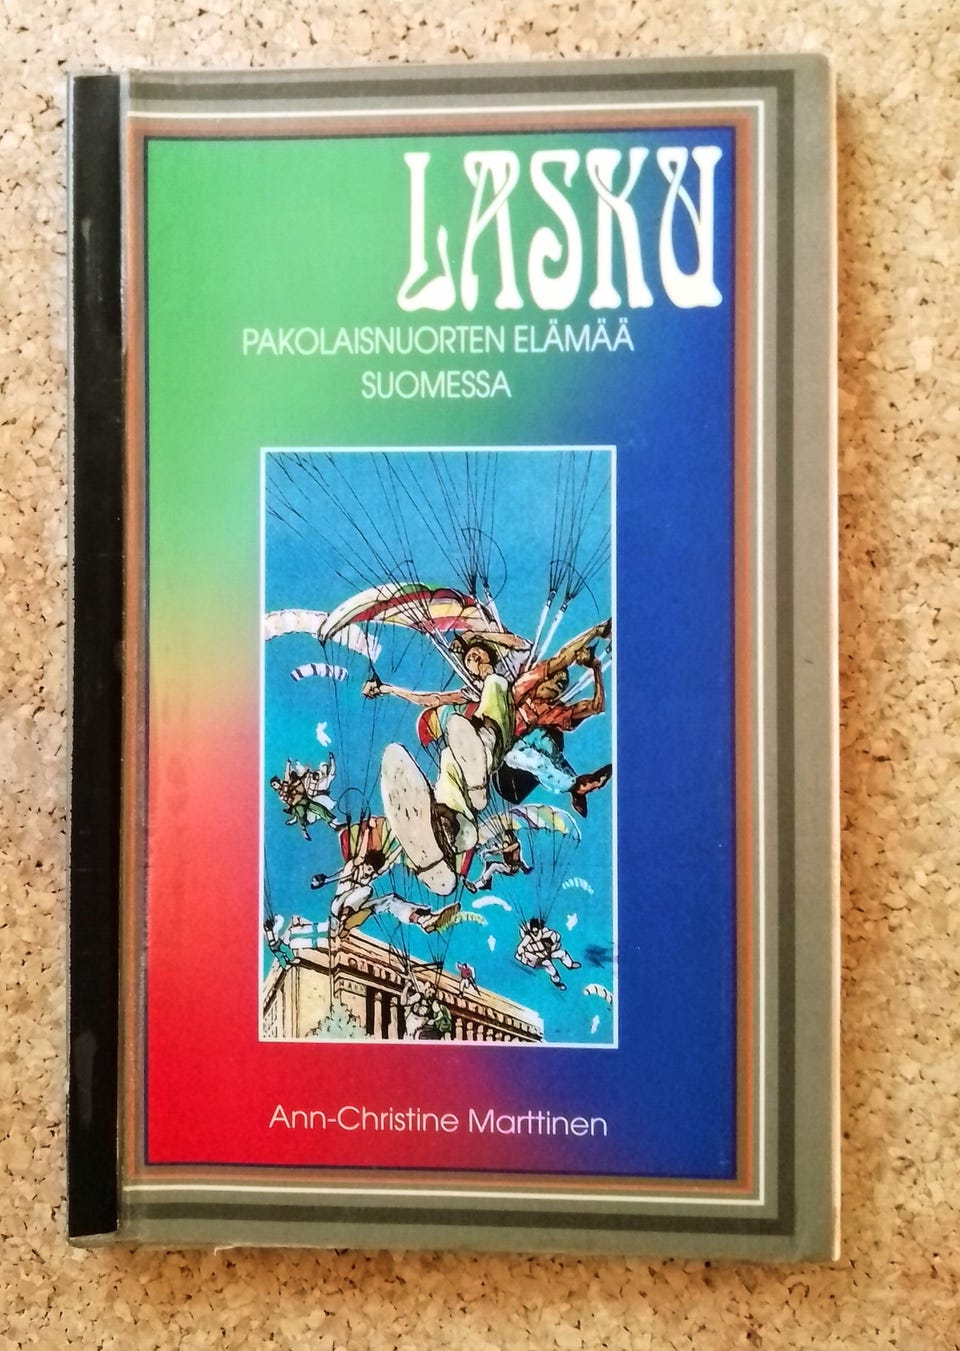 LASKU
PAKOLAISNUORTEN ELÄMÄÄ
SUOMESSA
Ann-Christine Marttinen